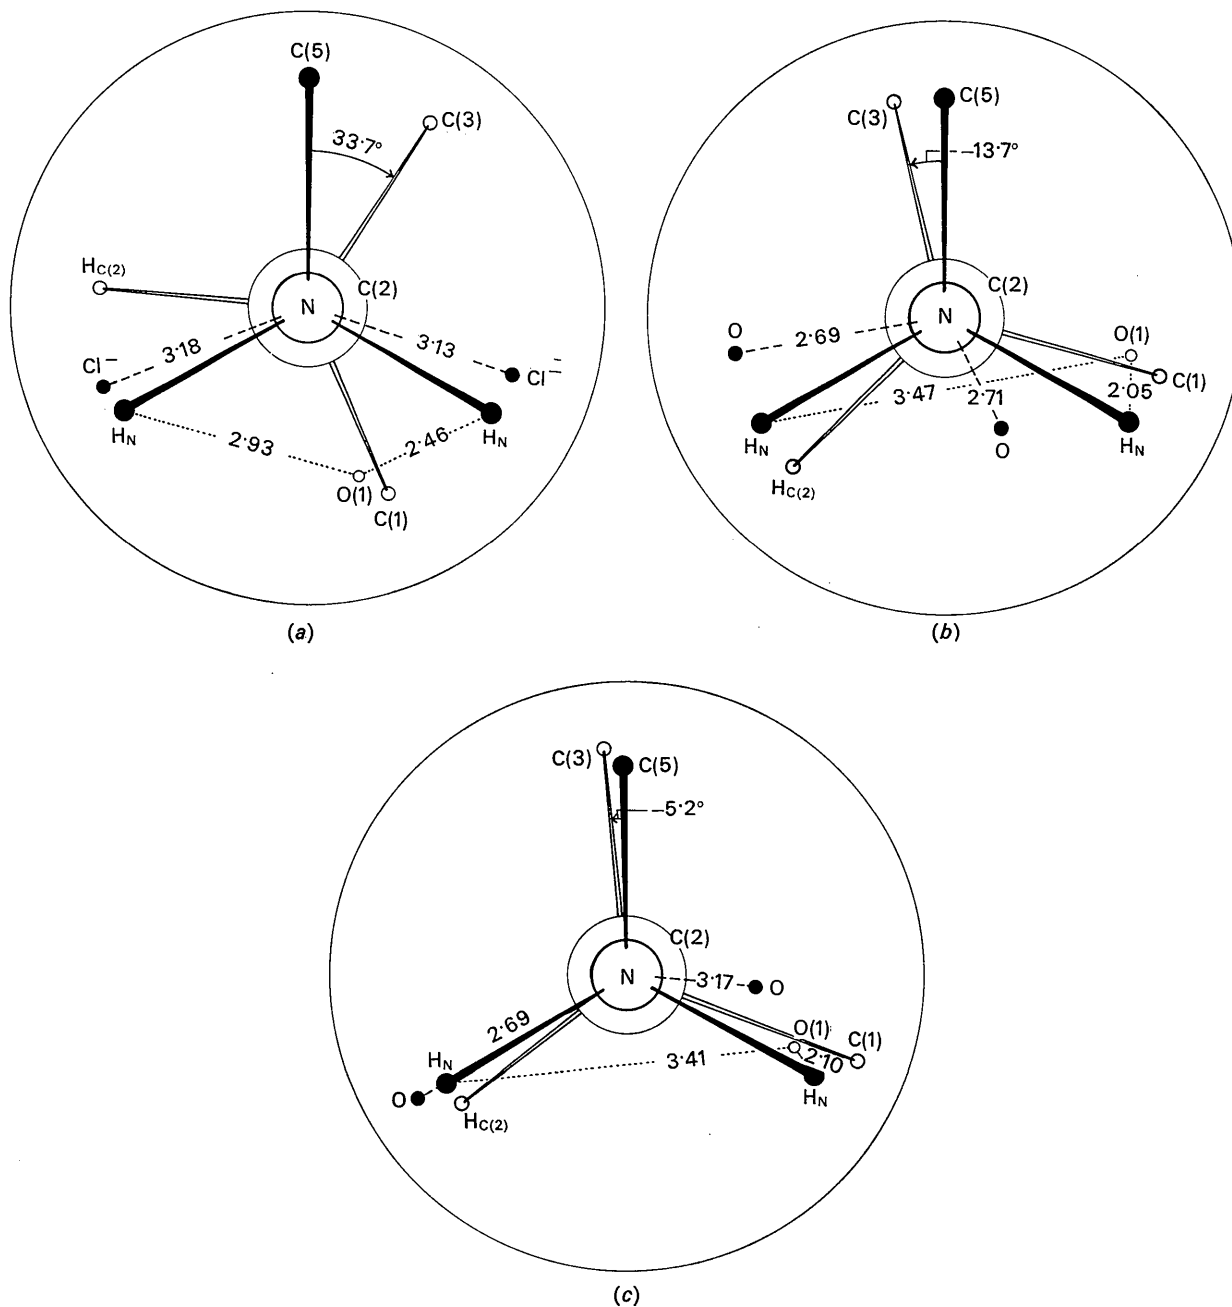 C(5)
C(3)
33·7°
H_C(2)
C(2)
N
3·18
3·13
Cl⁻
Cl⁻
H_N
H_N
2·93
2·46
O(1)
C(1)
(a)
C(3)
C(5)
—13·7°
C(2)
N
O
2·69
O(1)
3·47
2·71
2·05
C(1)
H_N
O
H_N
H_C(2)
(b)
C(3)
C(5)
—5·2°
C(2)
N
3·17
O
2·69
O(1)
C(1)
H_N
3·41
2·10
O
H_N
H_C(2)
(c)